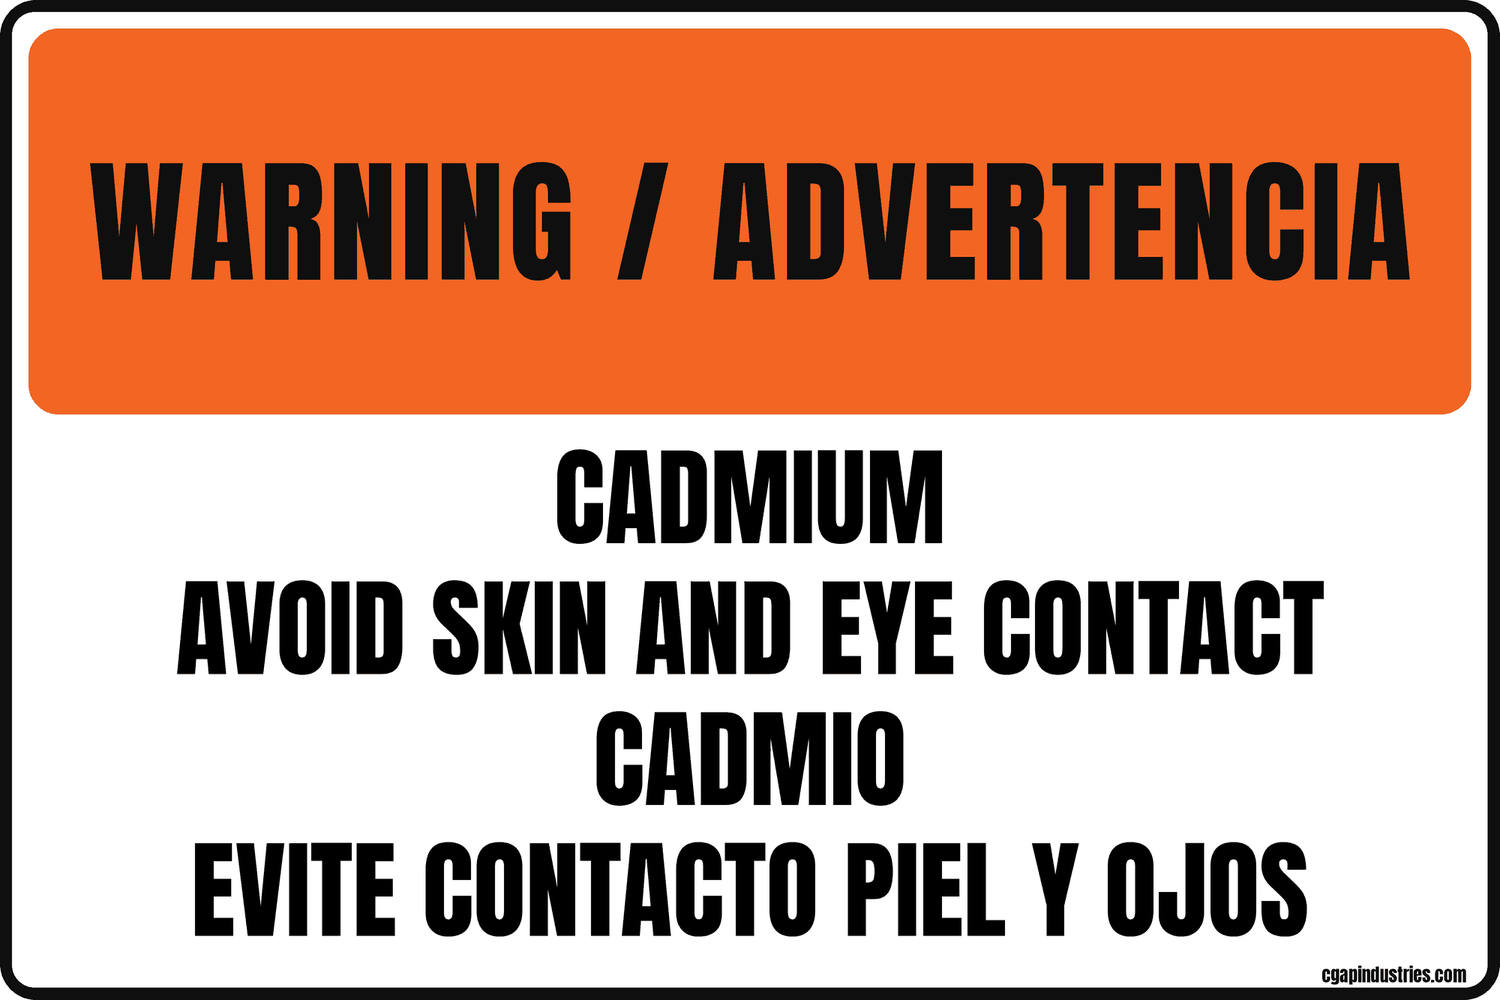 WARNING / ADVERTENCIA
CADMIUM
AVOID SKIN AND EYE CONTACT
CADMIO
EVITE CONTACTO PIEL Y OJOS
cgapindustries.com